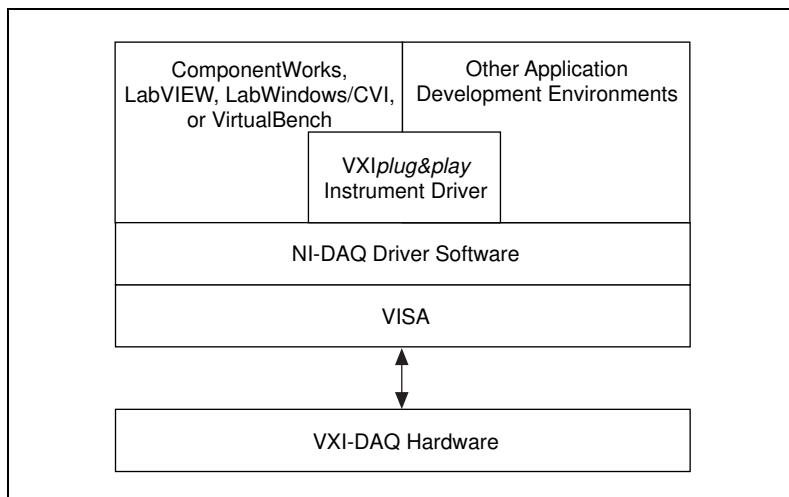 ComponentWorks,
LabVIEW, LabWindows/CVI,
or VirtualBench
Other Application
Development Environments
VXIplug&play
Instrument Driver
NI-DAQ Driver Software
VISA
VXI-DAQ Hardware